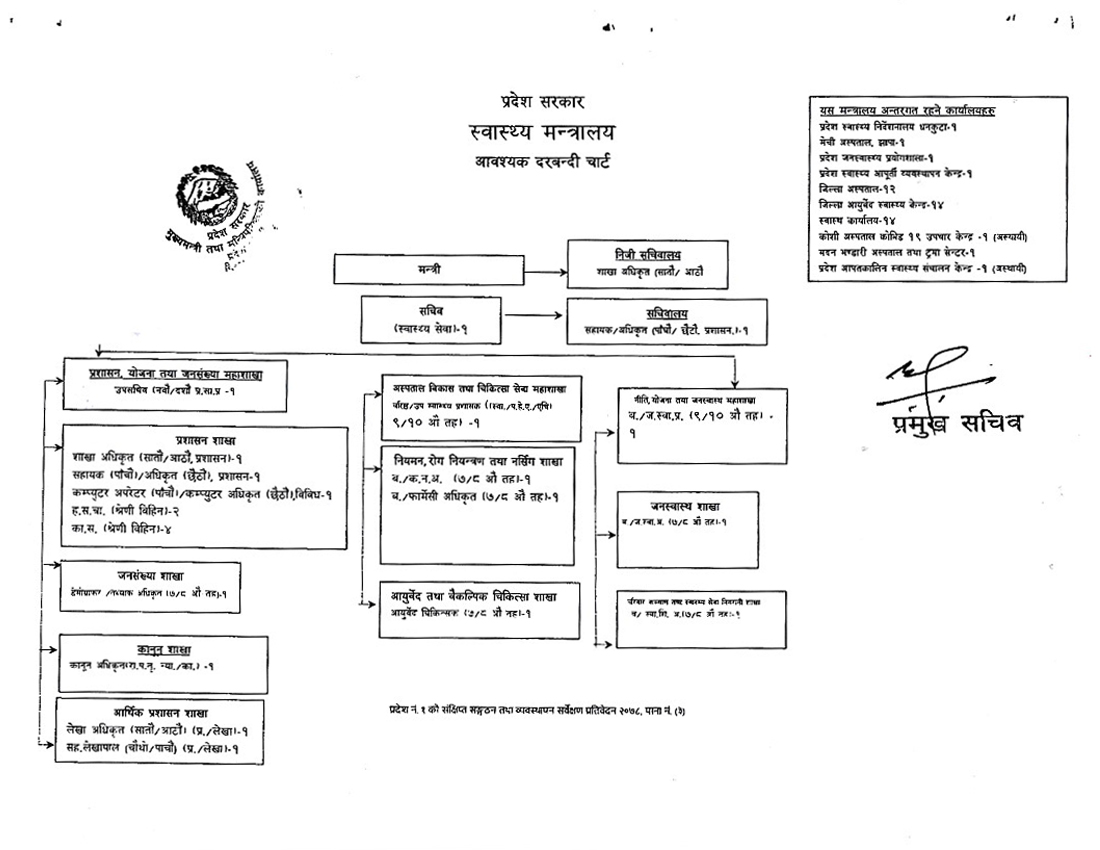 प्रदेश सरकार
स्वास्थ्य मन्त्रालय
आवश्यक दरबन्दी चार्ट
यस मन्त्रालय अन्तरगत रहने कार्यालयहरु
प्रदेश स्वास्थ्य निर्देशनालय धनकुटा-१
मेची अस्पताल, झापा-१
प्रदेश जनस्वास्थ्य प्रयोगशाला-१
प्रदेश स्वास्थ्य आपूर्ती व्यवस्थापन केन्द्र-१
जिल्ला अस्पताल-१२
जिल्ला आयुर्वेद स्वास्थ्य केन्द्र-१४
स्वास्थ कार्यालय-१४
कोशी अस्पताल कोभिड १९ उपचार केन्द्र -१ (अस्थायी)
मदन भण्डारी अस्पताल तथा ट्रमा सेन्टर-१
प्रदेश आपतकालिन स्वास्थ्य संचालन केन्द्र -१ (अस्थायी)
प्रदेश सरकार
मुख्यमन्त्री तथा मन्त्रिपरिषदको कार्यालय
मन्त्री
निजी सचिवालय
शाखा अधिकृत (सातौ/ आठौ
सचिव
(स्वास्थ्य सेवा)-१
सचिवालय
सहायक/अधिकृत (पाँचौ/ छैटौ, प्रशासन,)-१
प्रशासन, योजना तथा जनसंख्या महाशाखा
उपसचिव (नवौ/दशौ प्र.सा.प्र -१
प्रशासन शाखा
शाखा अधिकृत (सातौ/आठौ,प्रशासन)-१
सहायक (पाँचौ)/अधिकृत (छैठौ), प्रशासन-१
कम्प्युटर अपरेटर (पाँचौ)/कम्प्युटर अधिकृत (छैठौ),विविध-१
ह.स.चा. (श्रेणी विहिन)-२
का.स. (श्रेणी विहिन)-४
जनसंख्या शाखा
अधिकृत (७/८ औ तह)-१
कानून शाखा
कानून अधिकृत(रा.प.तृ. न्या./का.) -१
आर्थिक प्रशासन शाखा
लेखा अधिकृत (सातौ/आठौ) (प्र./लेखा)-१
सह.लेखापाल (चौथो/पाचौ) (प्र./लेखा)-१
अस्पताल विकास तथा चिकित्सा सेवा महाशाखा
वरिष्ठ/उप स्वास्थ्य प्रशासक ((स्वा./प.हे.ए./एचि)
९/१० औ तह) -१
नियमन, रोग नियन्त्रण तथा नर्सिग शाखा
ब./क.न.अ. (७/८ औ तह)-१
ब./फार्मेसी अधिकृत (७/८ औ तह)-१
आयुर्वेद तथा वैकल्पिक चिकित्सा शाखा
आयुर्वेद चिकित्सक (७/८ औ तह)-१
नीति,योजना तथा जनस्वास्थ महाशाखा
ब./ज.स्वा.प्र. (९/१० औ तह) -
१
जनस्वास्थ शाखा
ब /ज.स्वा.अ. (७/८ औ तह)-१
परिवार कल्याण तथा स्वास्थ्य सेवा निगरानी शाखा
ब/ स्वा.शि. अ.(७/८ औ तह)-१
प्रमुख सचिव
प्रदेश नं. १ को संक्षिप्त सङ्गठन तथा व्यवस्थापन सर्वेक्षण प्रतिवेदन २०७८, पाना नं. (३)